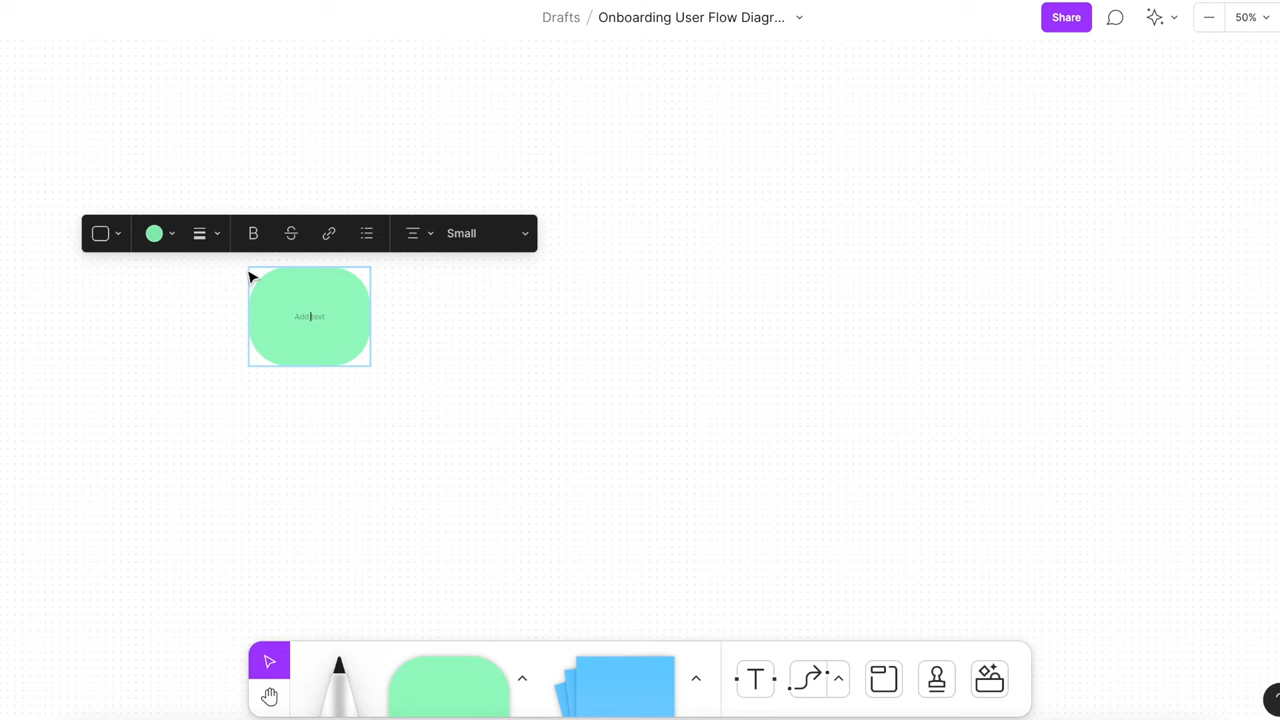 Drafts / Onboarding User Flow Diagr...
Share
50%
B
S
Small
Add text
T